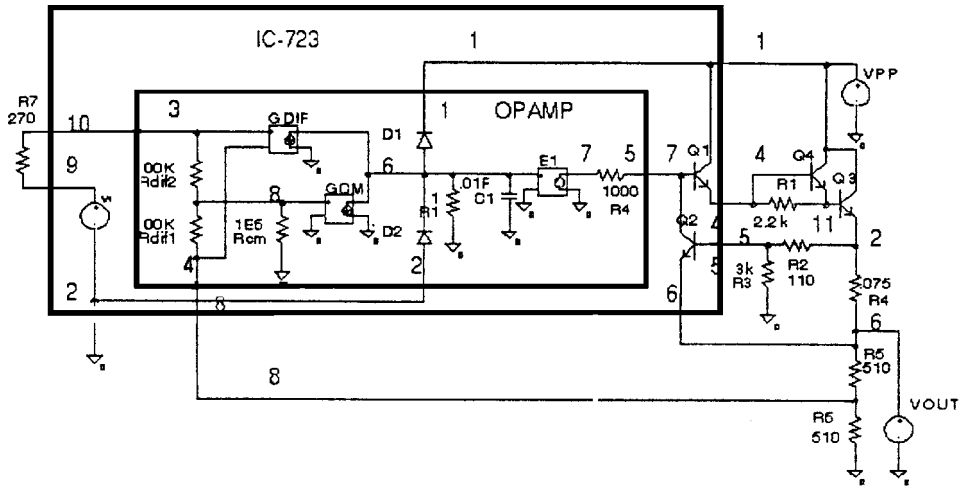 IC-723
1
1
VPP
R7
270
10
3
GDIF
1
OPAMP
D1
9
00K
Rdif2
6
E1
7
5
7
Q1
4
Q4
R1
Q3
8
GCM
1
R1
.01F
C1
1000
R4
2.2k
11
00K
Rdif1
1E5
Rcm
D2
Q2
4
5
2
4
2
5
3k
R3
R2
110
.075
R4
2
8
6
6
R5
510
8
VOUT
R6
510